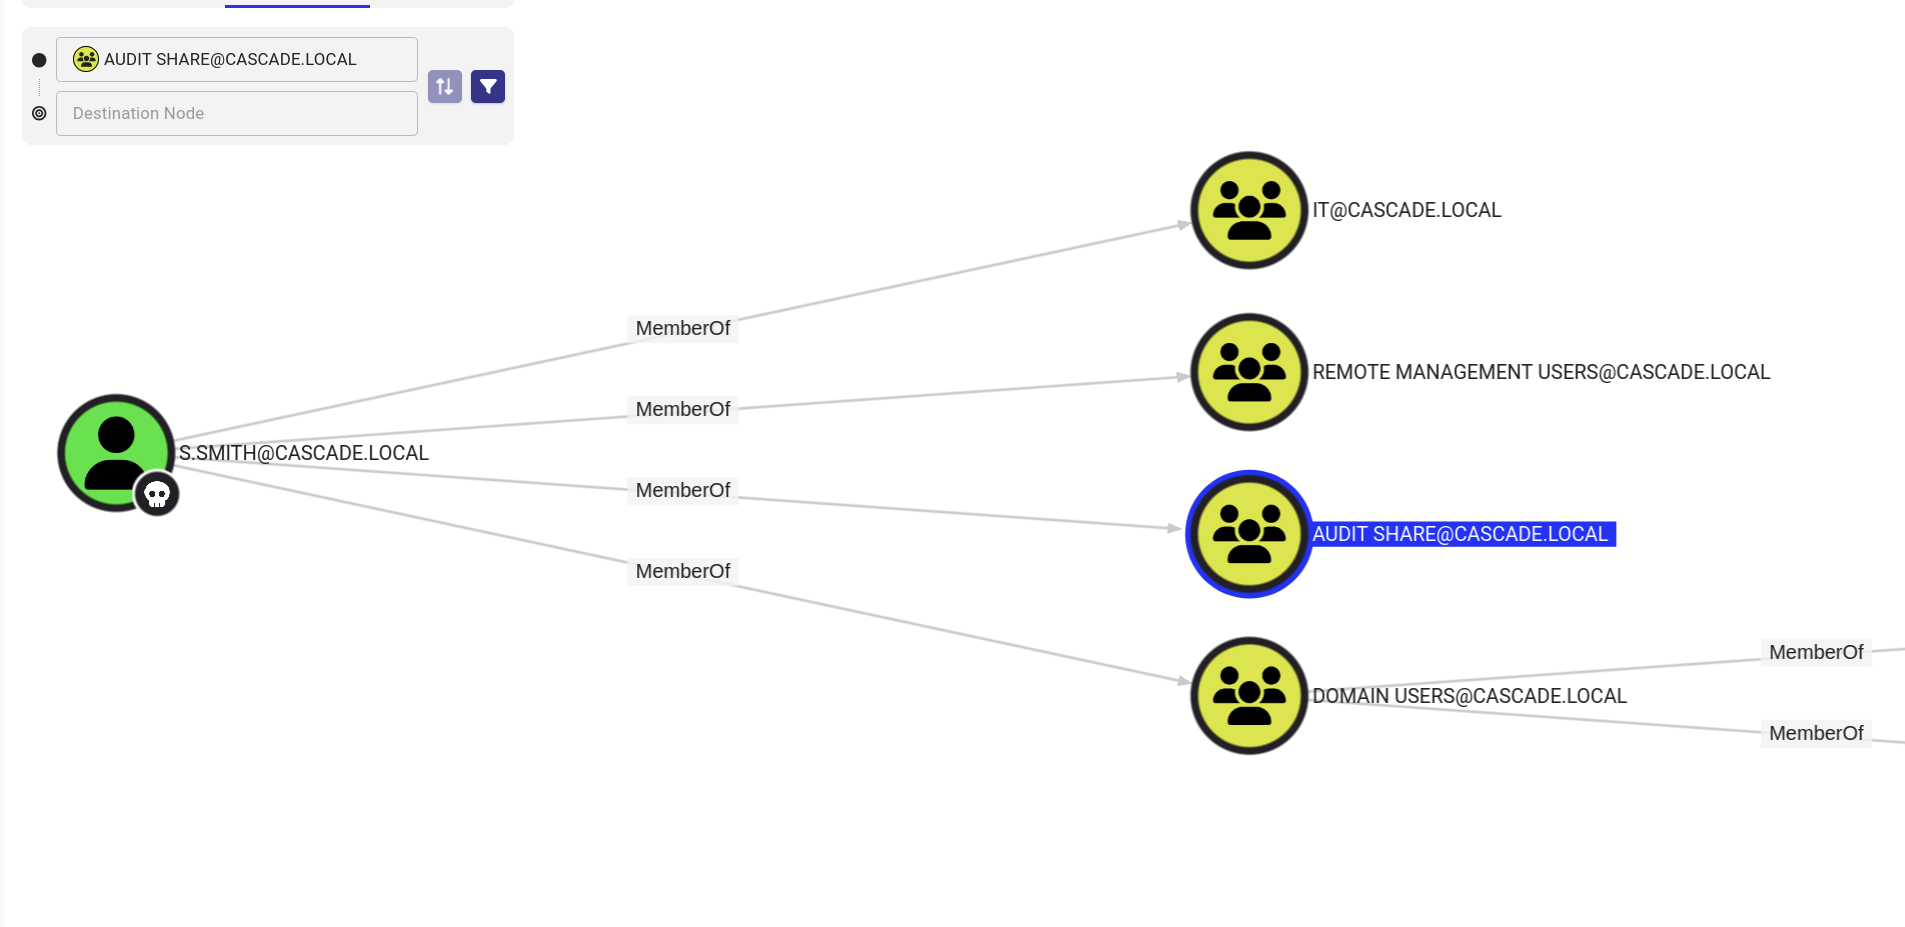 AUDIT SHARE@CASCADE.LOCAL
Destination Node
IT@CASCADE.LOCAL
MemberOf
REMOTE MANAGEMENT USERS@CASCADE.LOCAL
MemberOf
S.SMITH@CASCADE.LOCAL
MemberOf
AUDIT SHARE@CASCADE.LOCAL
MemberOf
MemberOf
DOMAIN USERS@CASCADE.LOCAL
MemberOf